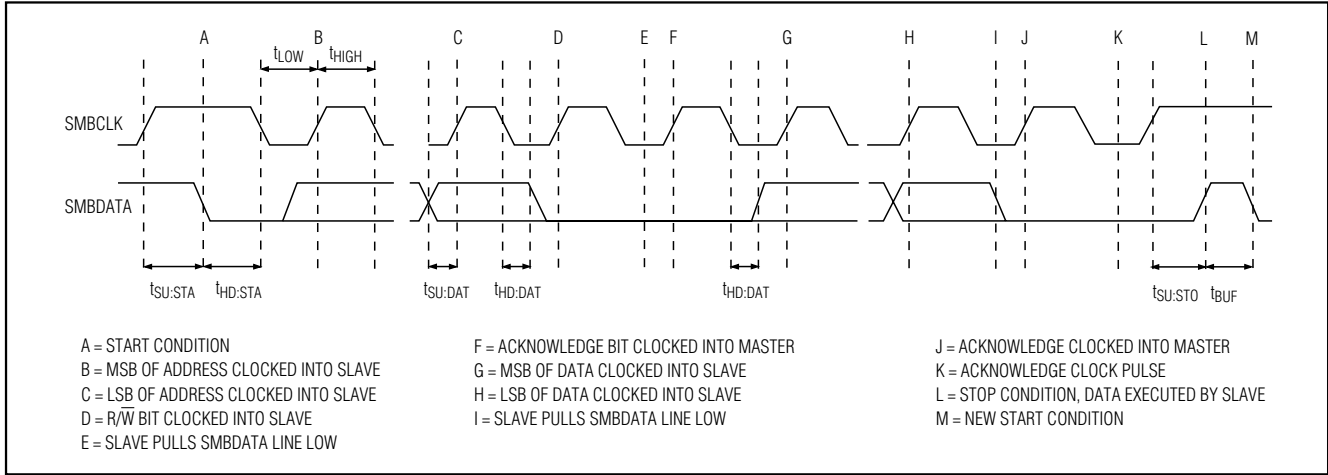 A B C D E F G H I J K L M
tLOW tHIGH
SMBCLK
SMBDATA
tSU:STA tHD:STA tSU:DAT tHD:DAT tHD:DAT tSU:STO tBUF
A = START CONDITION
B = MSB OF ADDRESS CLOCKED INTO SLAVE
C = LSB OF ADDRESS CLOCKED INTO SLAVE
D = R/W̅ BIT CLOCKED INTO SLAVE
E = SLAVE PULLS SMBDATA LINE LOW
F = ACKNOWLEDGE BIT CLOCKED INTO MASTER
G = MSB OF DATA CLOCKED INTO SLAVE
H = LSB OF DATA CLOCKED INTO SLAVE
I = SLAVE PULLS SMBDATA LINE LOW
J = ACKNOWLEDGE CLOCKED INTO MASTER
K = ACKNOWLEDGE CLOCK PULSE
L = STOP CONDITION, DATA EXECUTED BY SLAVE
M = NEW START CONDITION